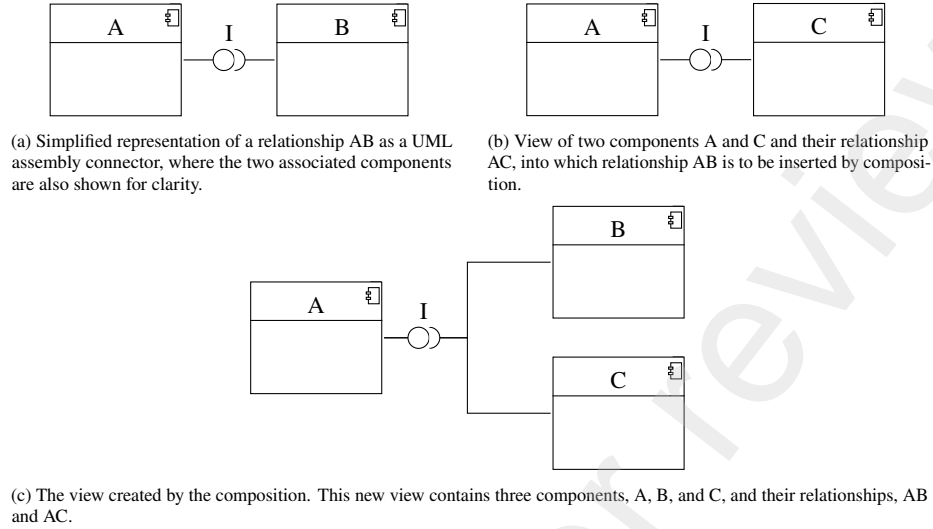 A
I
B
A
I
C
(a) Simplified representation of a relationship AB as a UML
assembly connector, where the two associated components
are also shown for clarity.
(b) View of two components A and C and their relationship
AC, into which relationship AB is to be inserted by composi-
tion.
B
A
I
C
(c) The view created by the composition. This new view contains three components, A, B, and C, and their relationships, AB
and AC.
er review